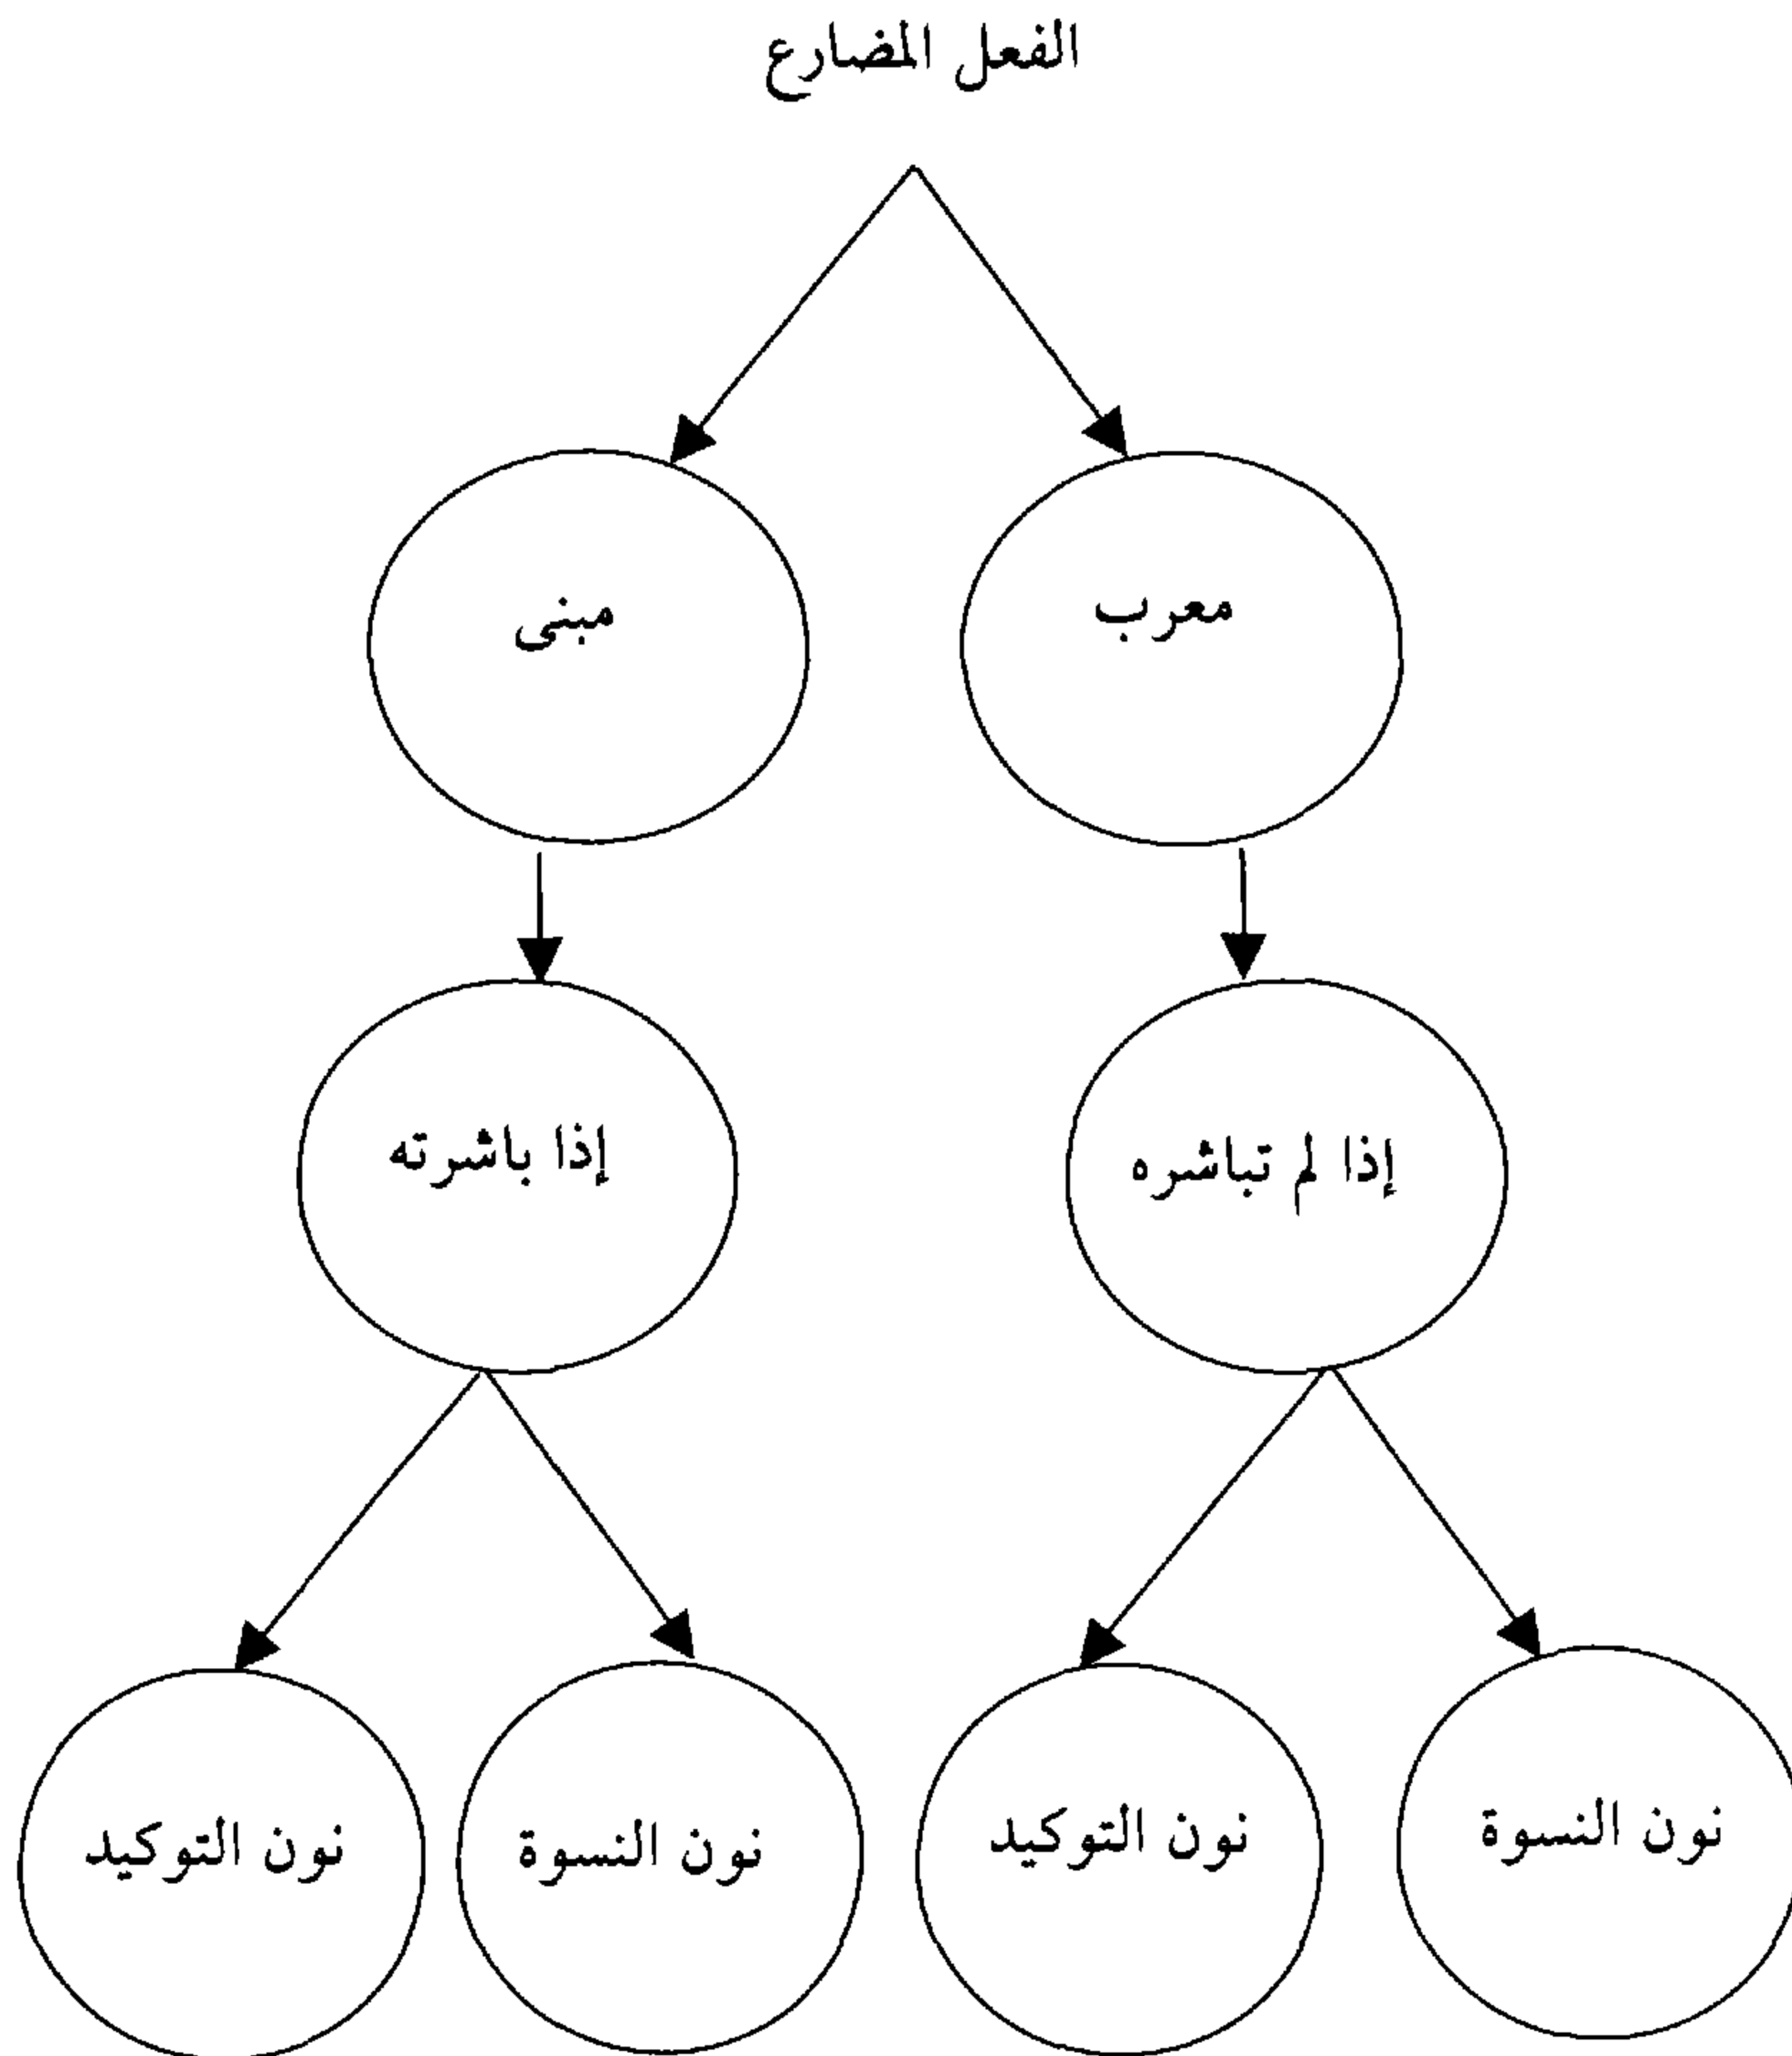 الفعل المضارع
معرب
مبنى
إذا لم تباشره
إذا باشرته
نون النسوة
نون التوكيد
نون النسوة
نون التوكيد